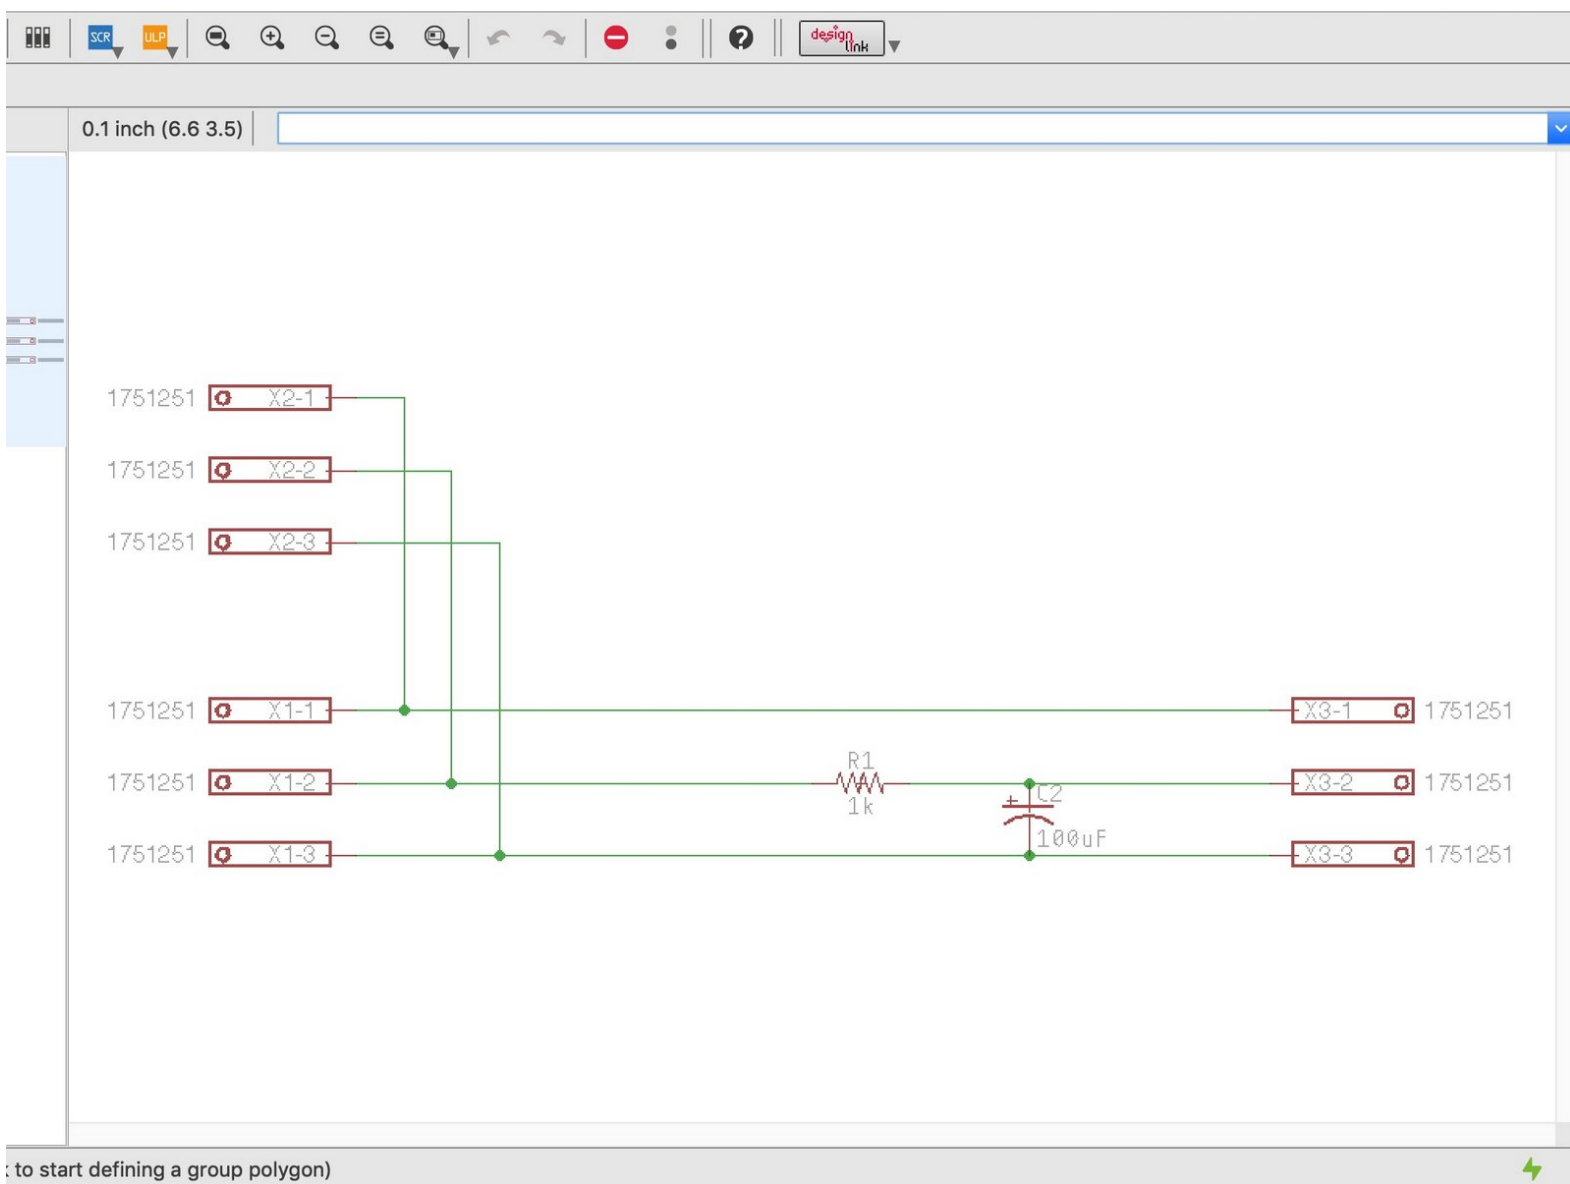 SCR ULP ? design link
0.1 inch (6.6 3.5)
1751251 X2-1
1751251 X2-2
1751251 X2-3
1751251 X1-1 X3-1 1751251
R1
1751251 X1-2 X3-2 1751251
C2
1k
100uF
1751251 X1-3 X3-3 1751251
to start defining a group polygon)